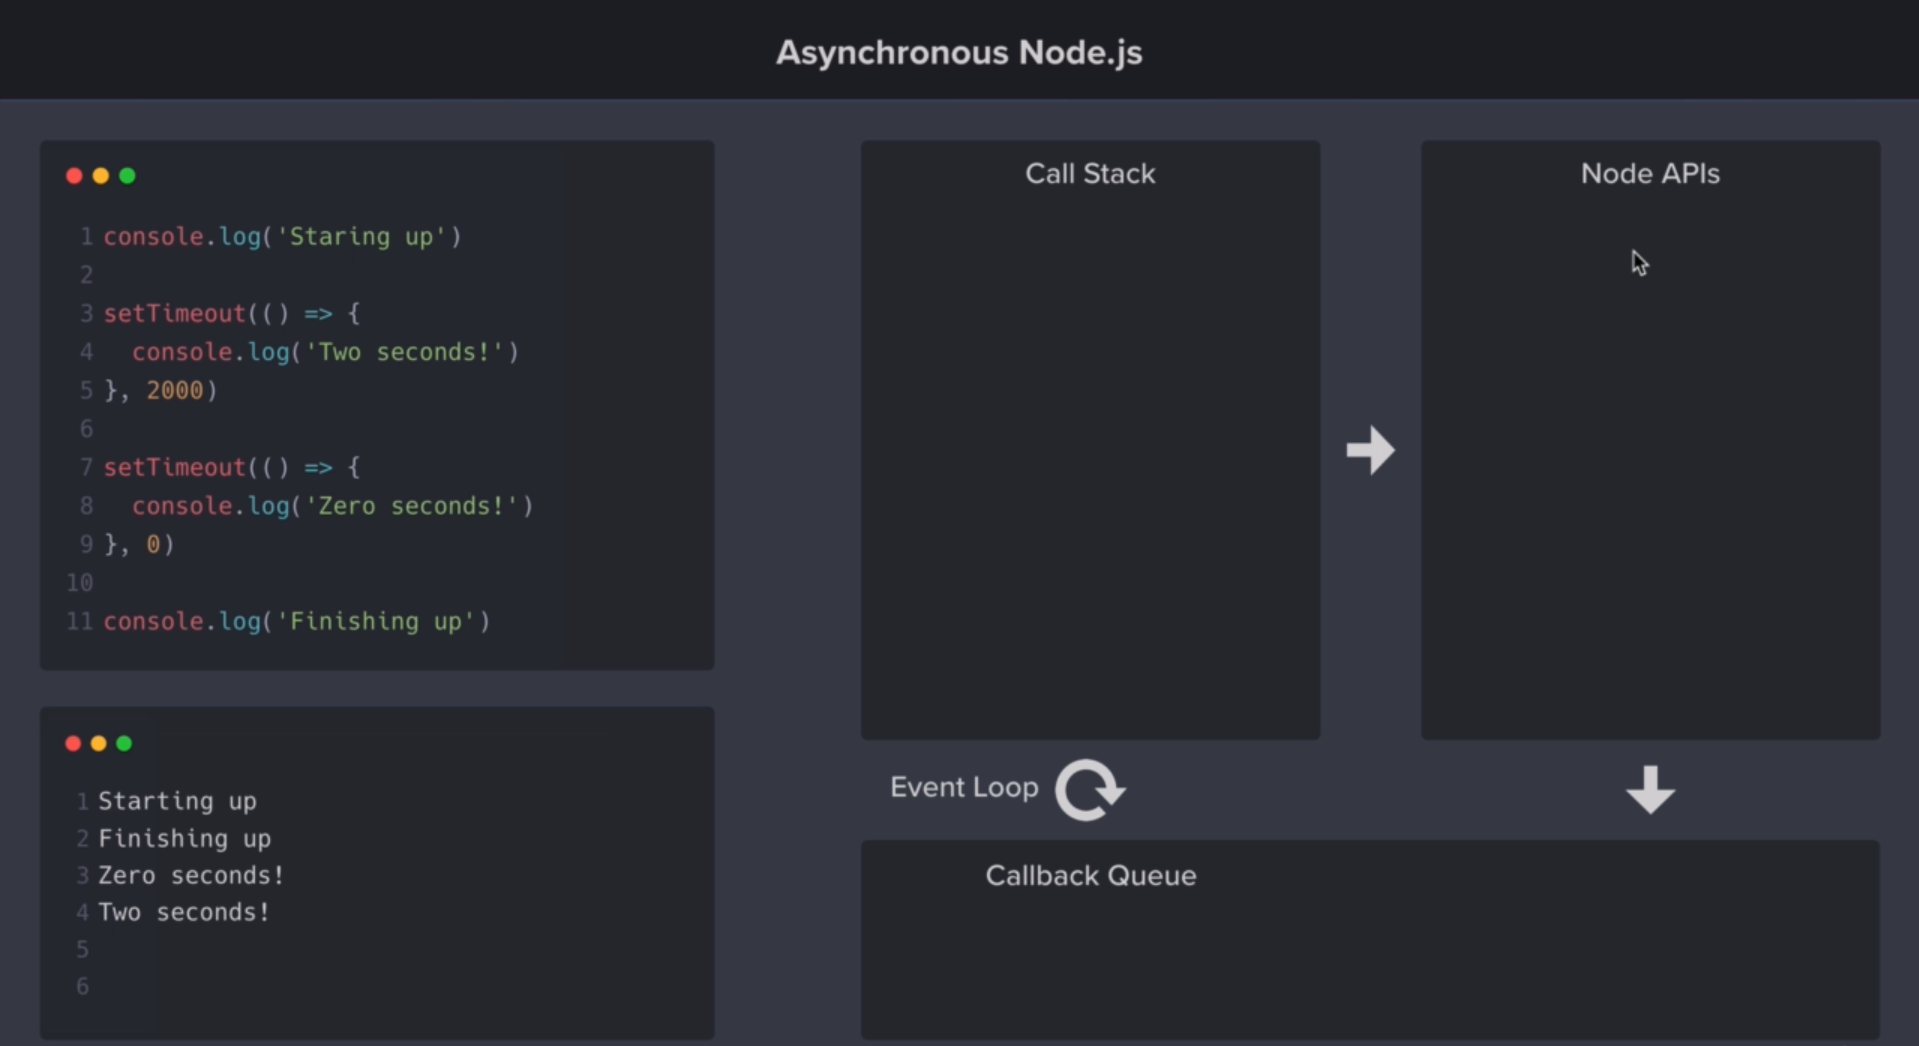 Asynchronous Node.js
1 console.log('Staring up')
2
3 setTimeout(() => {
4   console.log('Two seconds!')
5 }, 2000)
6
7 setTimeout(() => {
8   console.log('Zero seconds!')
9 }, 0)
10
11 console.log('Finishing up')
1 Starting up
2 Finishing up
3 Zero seconds!
4 Two seconds!
5
6
Call Stack
Node APIs
Event Loop
Callback Queue